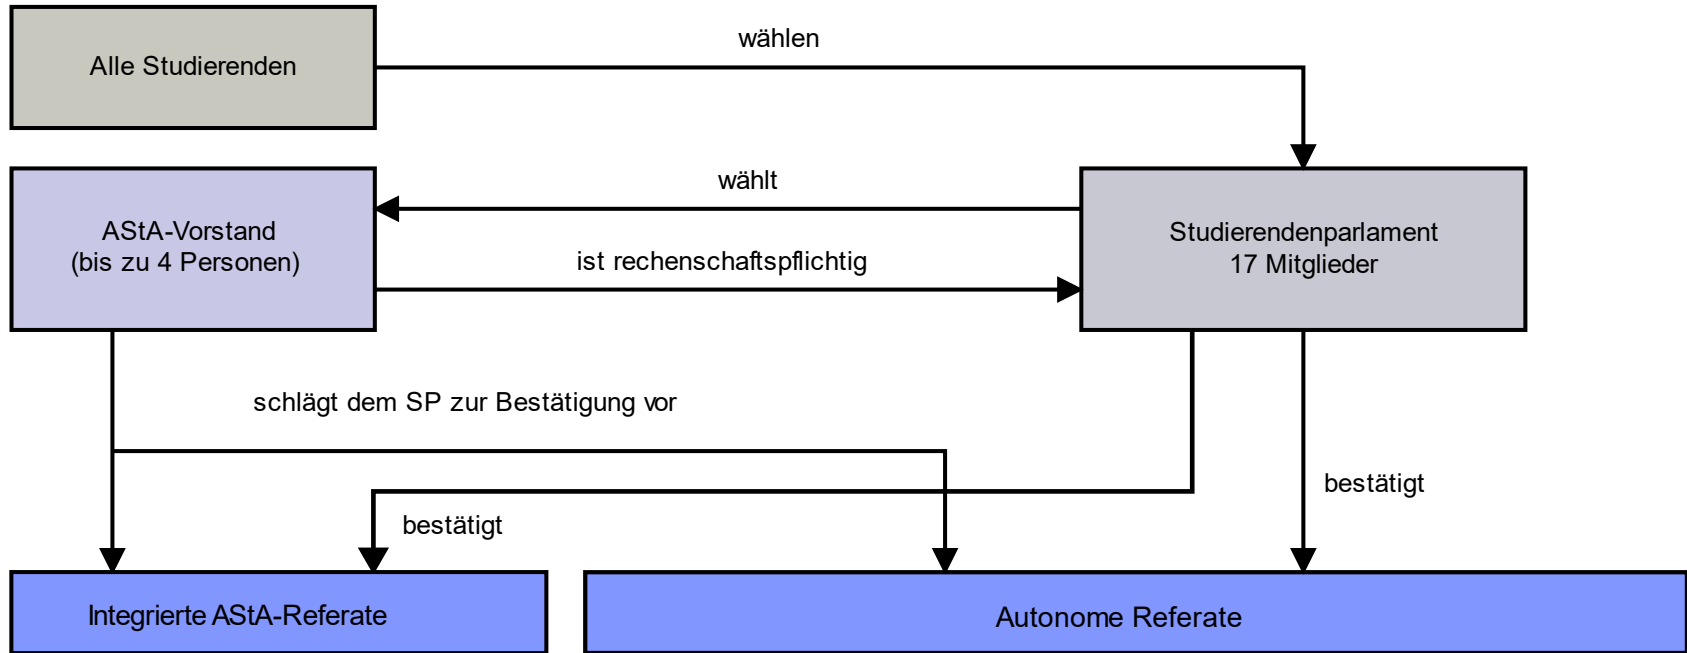 wählen
Alle Studierenden
wählt
AStA-Vorstand
(bis zu 4 Personen)
Studierendenparlament
17 Mitglieder
ist rechenschaftspflichtig
schlägt dem SP zur Bestätigung vor
bestätigt
bestätigt
Integrierte AStA-Referate
Autonome Referate